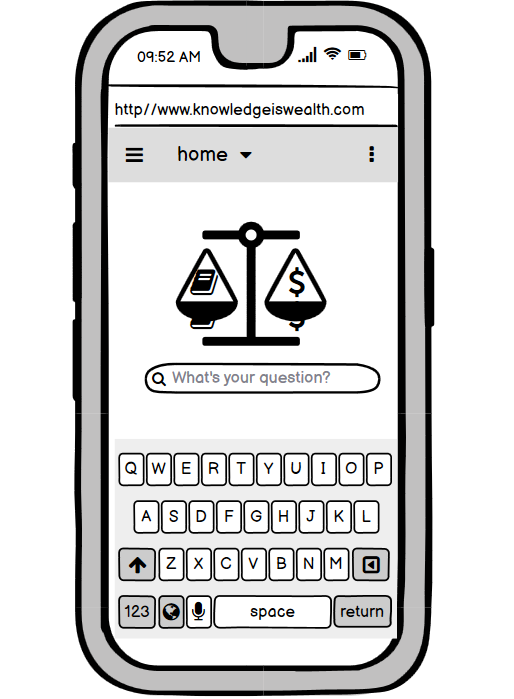 09:52 AM
http//www.knowledgeiswealth.com
home
$
$
What's your question?
Q W E R T Y U I O P
A S D F G H J K L
Z X C V B N M
123 space return